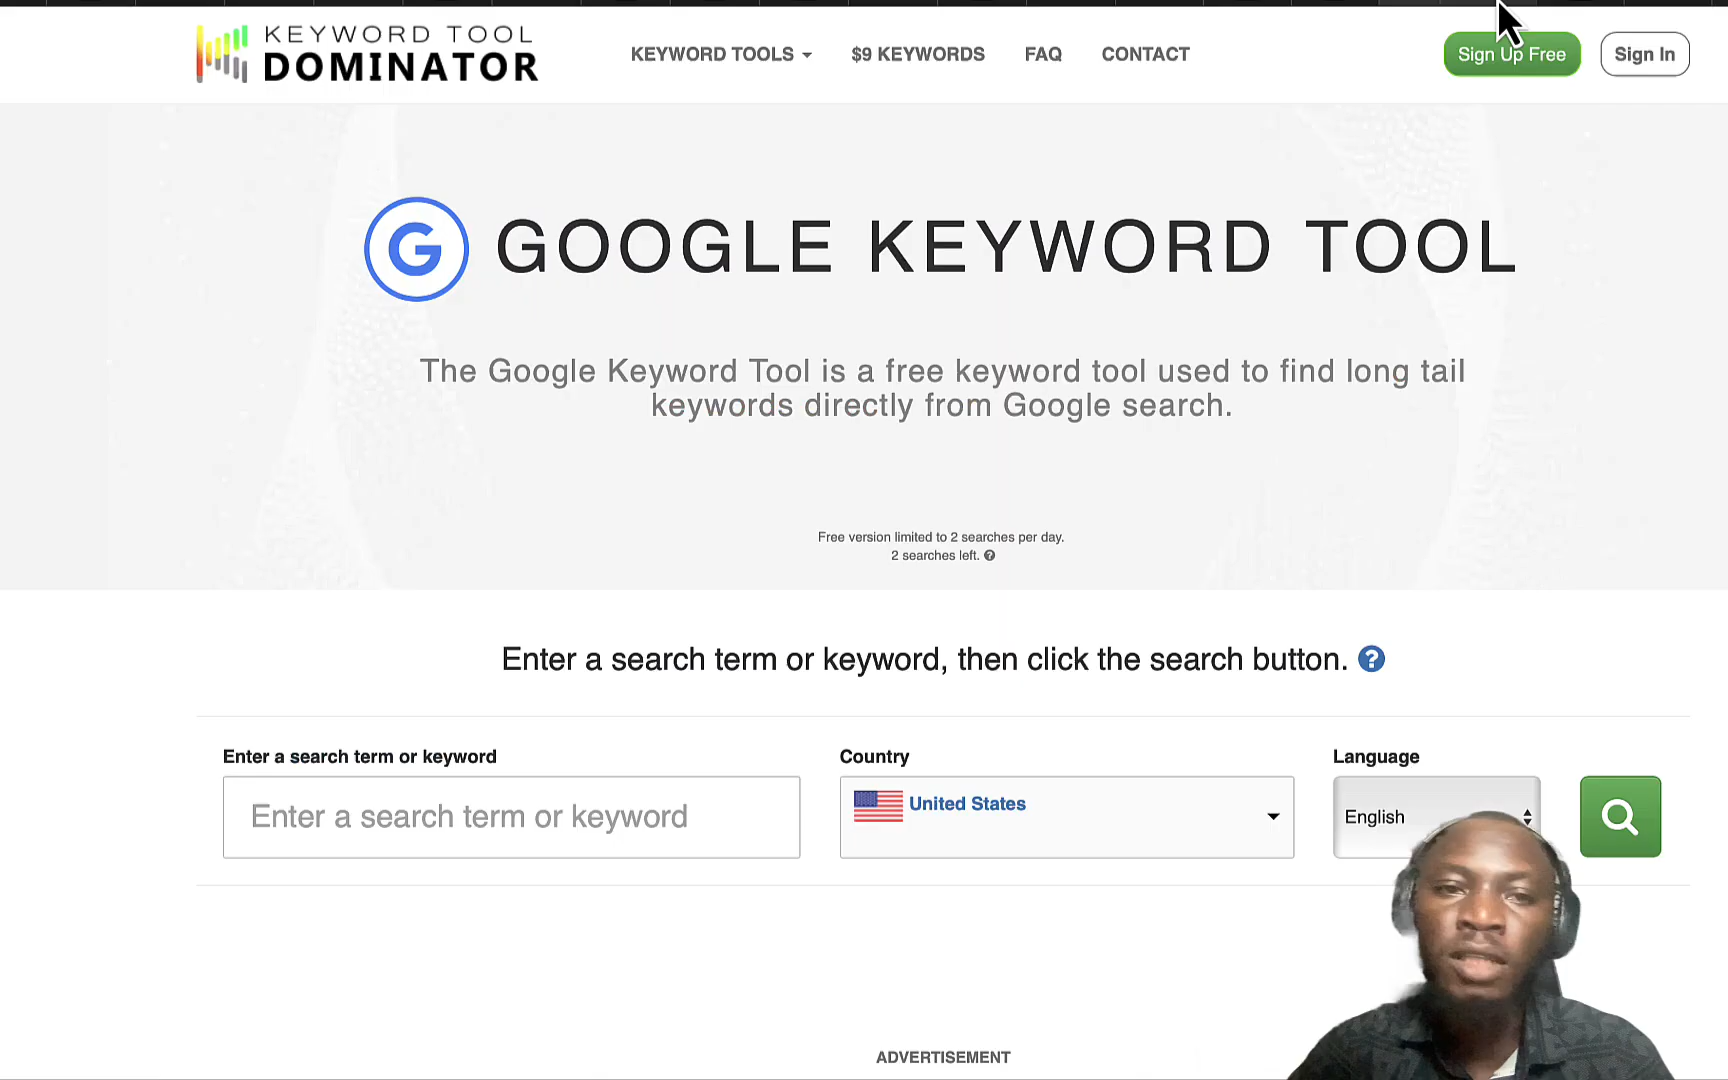 KEYWORD TOOL
DOMINATOR
KEYWORD TOOLS
$9 KEYWORDS
FAQ
CONTACT
Sign Up Free
Sign In
G
GOOGLE KEYWORD TOOL
The Google Keyword Tool is a free keyword tool used to find long tail
keywords directly from Google search.
Free version limited to 2 searches per day.
2 searches left. ?
Enter a search term or keyword, then click the search button. ?
Enter a search term or keyword
Country
Language
Enter a search term or keyword
United States
English
ADVERTISEMENT